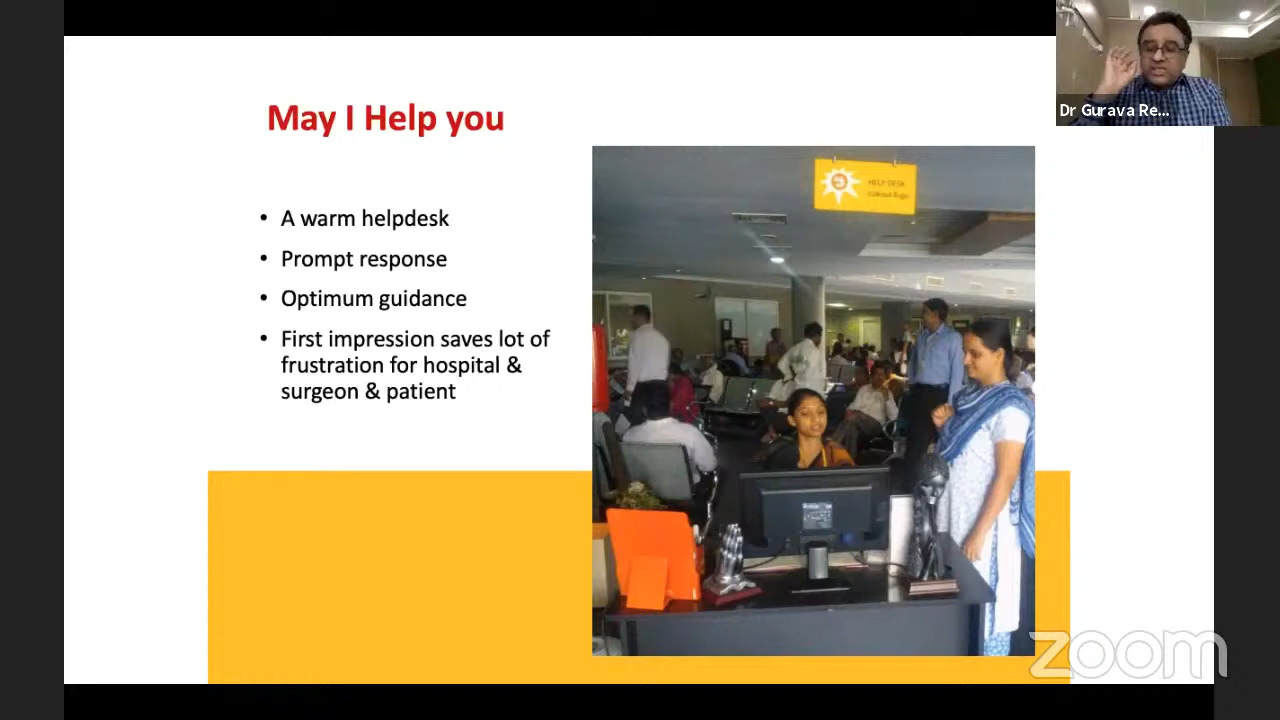 May I Help you
• A warm helpdesk
• Prompt response
• Optimum guidance
• First impression saves lot of
frustration for hospital &
surgeon & patient
HELP DESK
Dr Gurava Re...
zoom